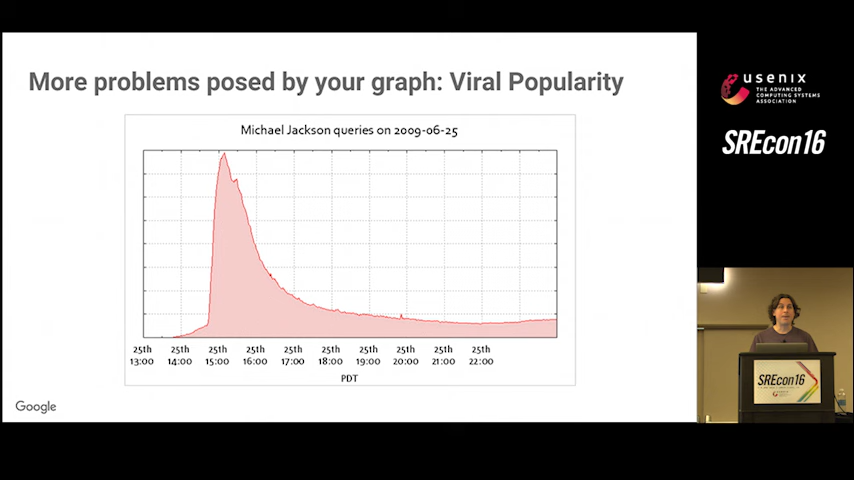 More problems posed by your graph: Viral Popularity
Michael Jackson queries on 2009-06-25
25th 25th 25th 25th 25th 25th 25th 25th 25th 25th
13:00 14:00 15:00 16:00 17:00 18:00 19:00 20:00 21:00 22:00
PDT
Google
usenix
THE ADVANCED
COMPUTING SYSTEMS
ASSOCIATION
SREcon16
SREcon16